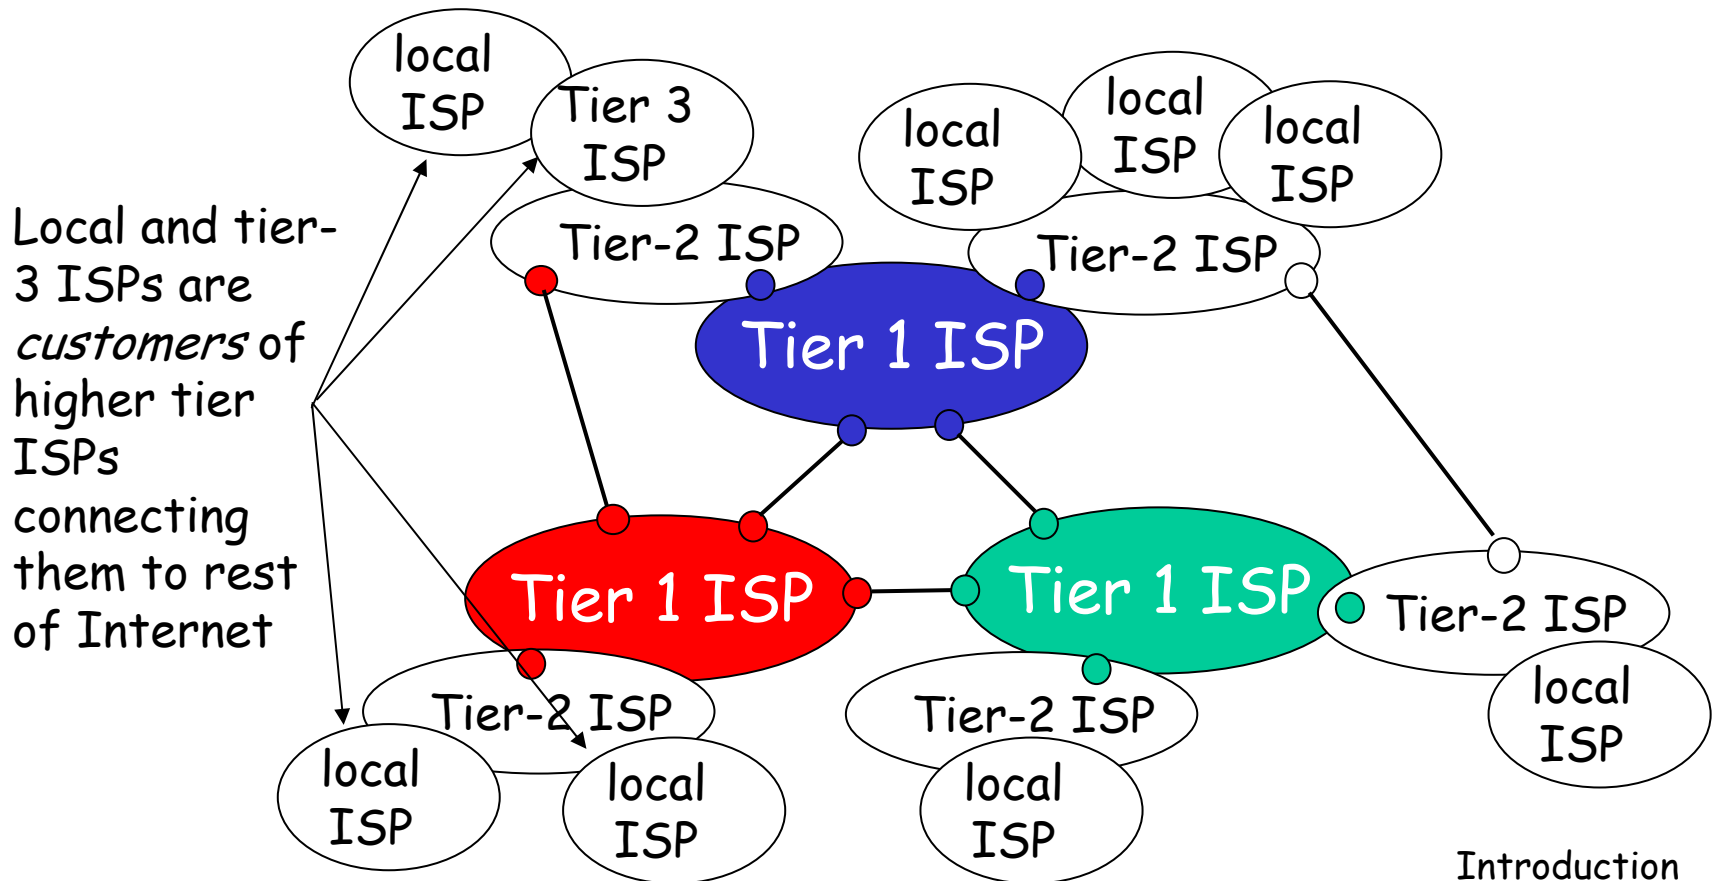 local
ISP
Tier 3
ISP
local
ISP
local
ISP
local
ISP
Local and tier-
3 ISPs are
customers of
higher tier
ISPs
connecting
them to rest
of Internet
Tier-2 ISP
Tier-2 ISP
Tier 1 ISP
Tier 1 ISP
Tier 1 ISP
Tier-2 ISP
Tier-2 ISP
Tier-2 ISP
local
ISP
local
ISP
local
ISP
local
ISP
Introduction